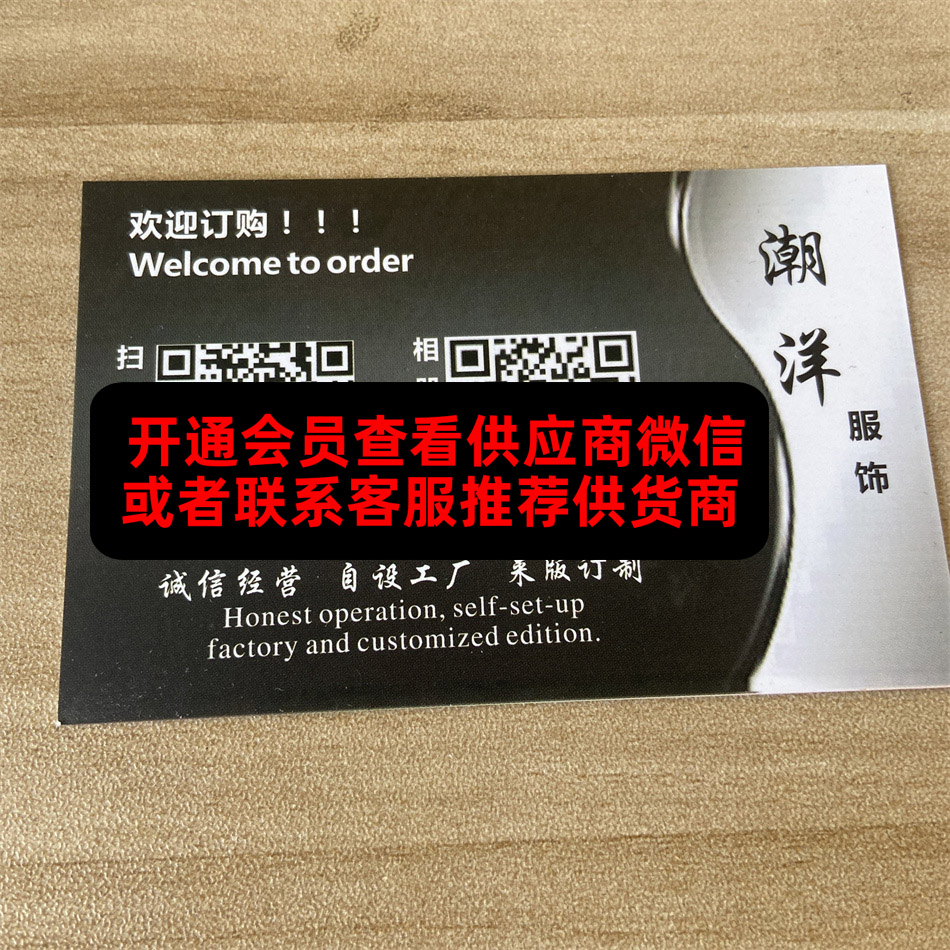 欢迎订购！！！
Welcome to order
扫
相
开通会员查看供应商微信
或者联系客服推荐供货商
诚信经营 自设工厂 来版订制
Honest operation, self-set-up
factory and customized edition.
潮洋
服饰